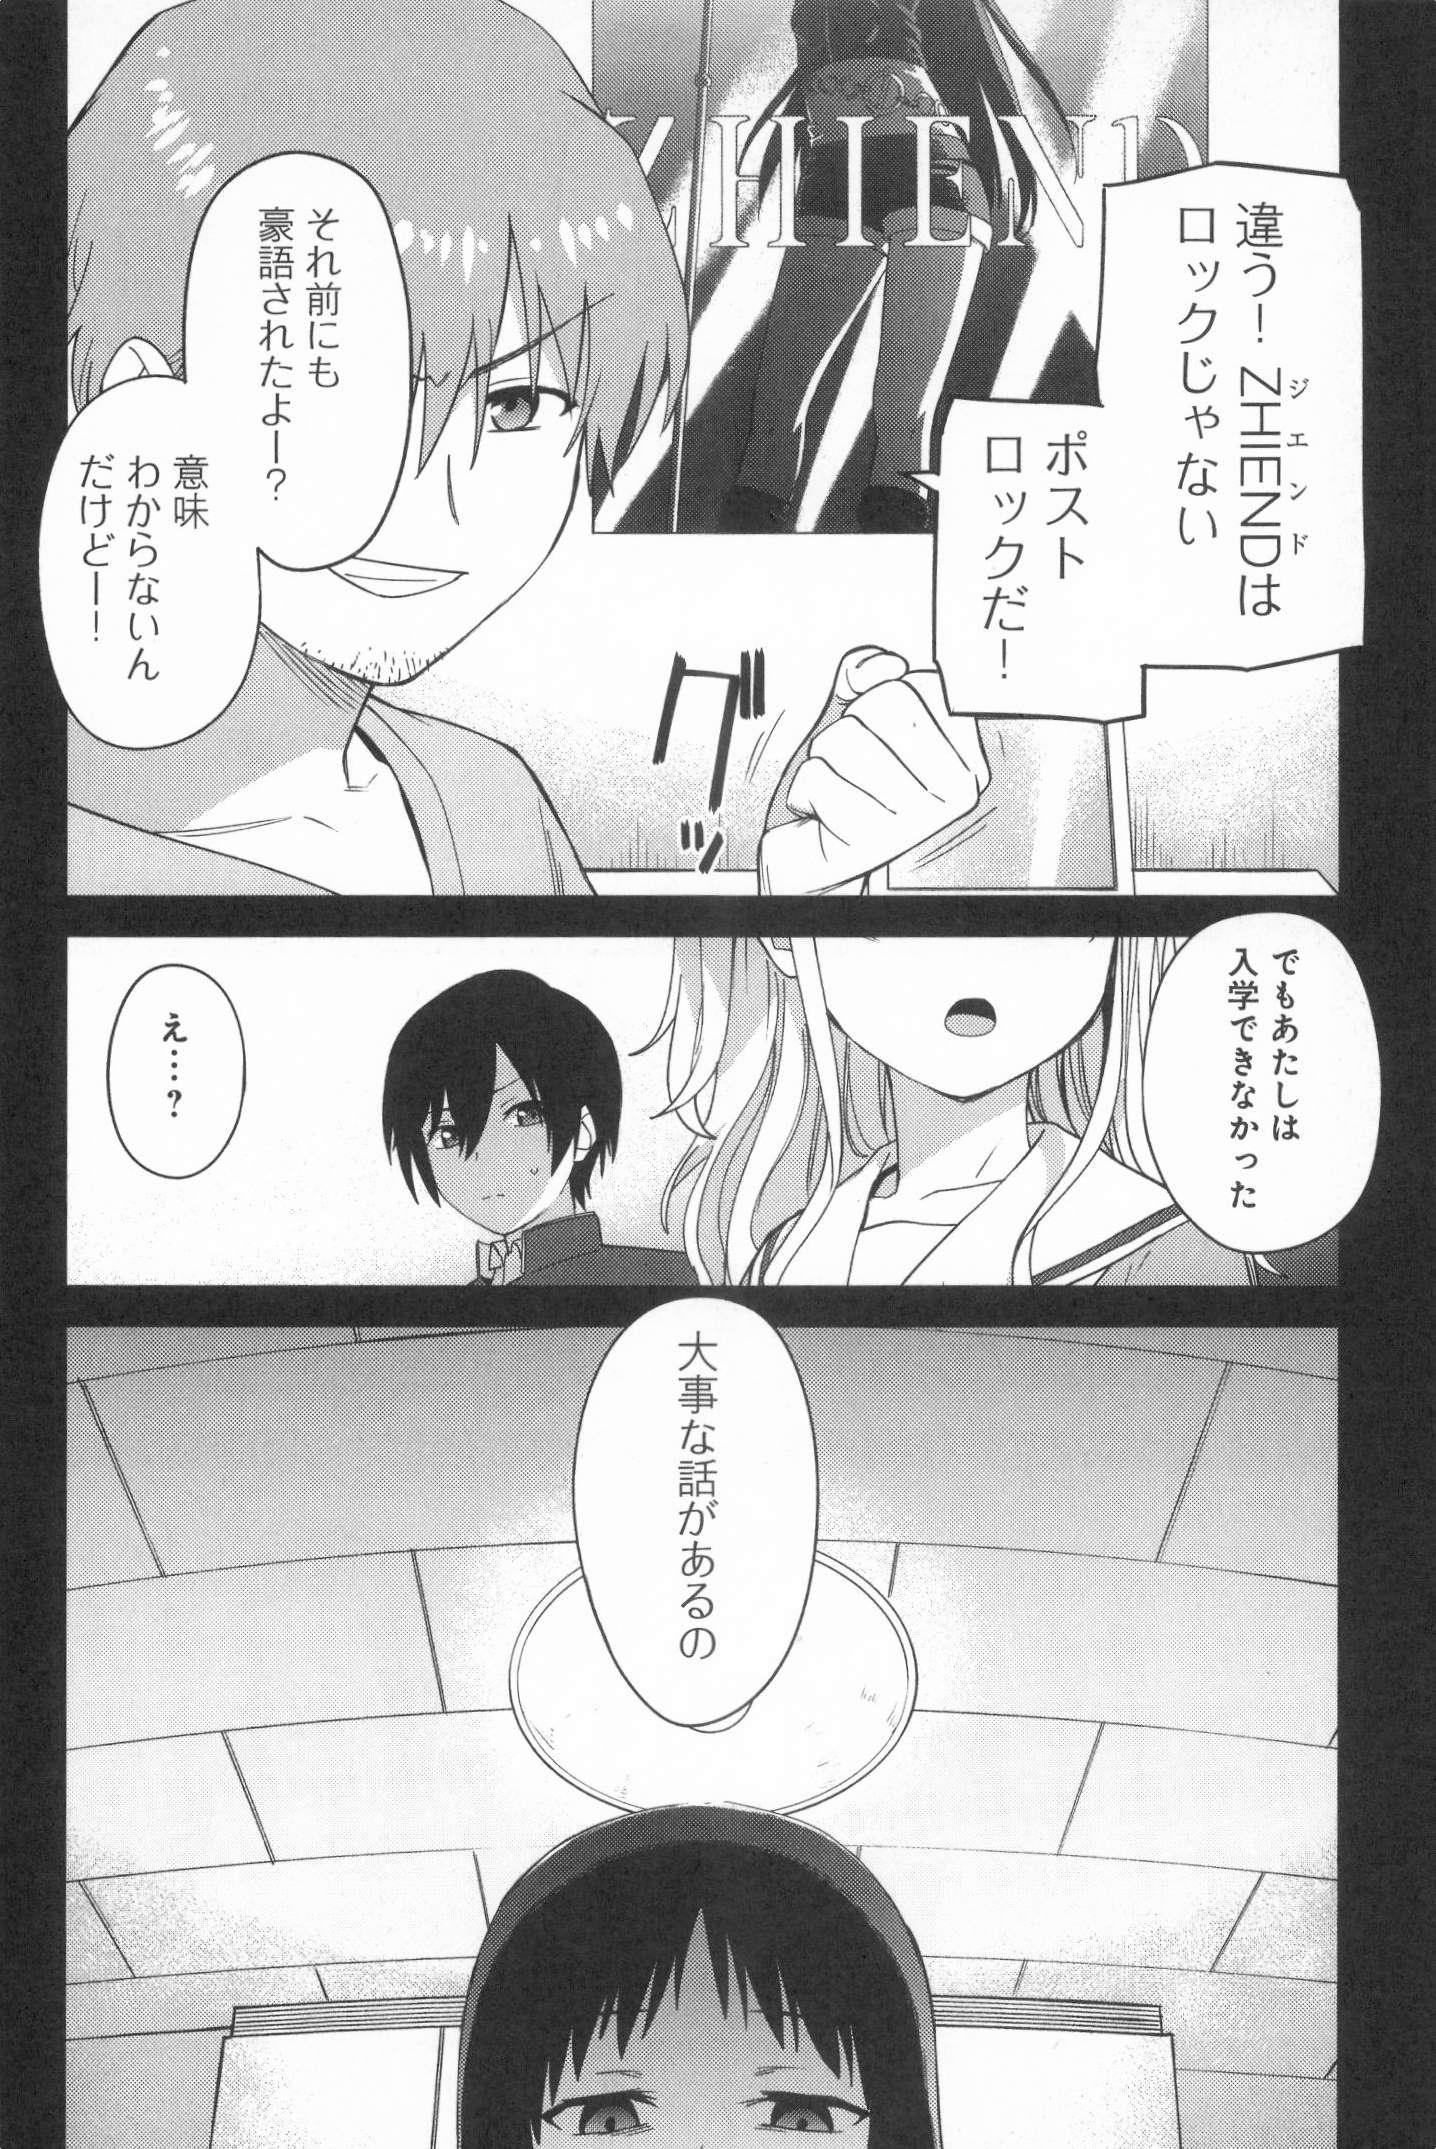 違う！ZHIENDは
ジエンド
ロックじゃない
ポスト
ロックだ！
ZHIEND
それ前にも
豪語されたよー？
意味
わからないん
だけどー！
グッ
でもあたしは
入学できなかった
え…？
大事な話があるの